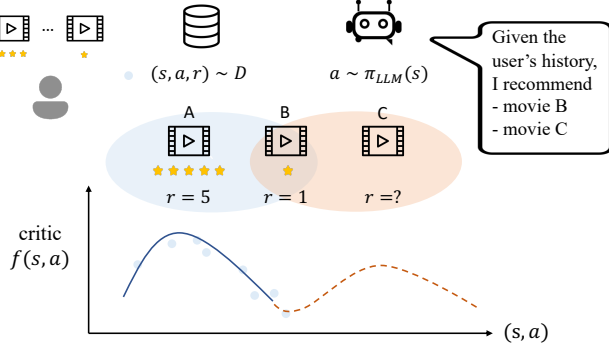 ...
(s, a, r) ~ D
a ~ π_LLM(s)
Given the
user's history,
I recommend
- movie B
- movie C
A
B
C
r = 5
r = 1
r =?
critic
f(s, a)
(s, a)